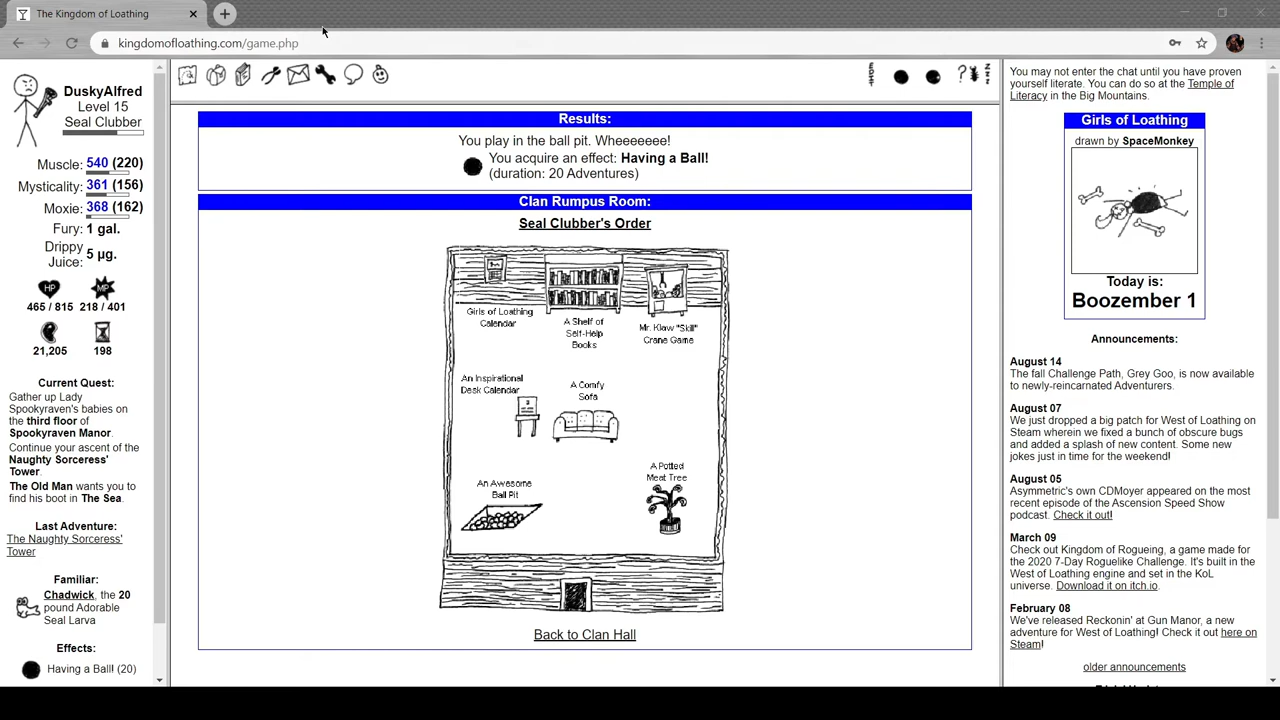 The Kingdom of Loathing
kingdomofloathing.com/game.php
DuskyAlfred
Level 15
Seal Clubber
Muscle: 540 (220)
Mysticality: 361 (156)
Moxie: 368 (162)
Fury: 1 gal.
Drippy
Juice: 5 µg.
HP
MP
465 / 815
218 / 401
21,205
198
Current Quest:
Gather up Lady
Spookyraven's babies on
the third floor of
Spookyraven Manor.
Continue your ascent of the
Naughty Sorceress'
Tower.
The Old Man wants you to
find his boot in The Sea.
Last Adventure:
The Naughty Sorceress'
Tower
Familiar:
Chadwick, the 20
pound Adorable
Seal Larva
Effects:
Having a Ball! (20)
Results:
You play in the ball pit. Wheeeeeee!
You acquire an effect: Having a Ball!
(duration: 20 Adventures)
Clan Rumpus Room:
Seal Clubber's Order
Girls of Loathing
Calendar
A Shelf of
Self-Help
Books
Mr. Klaw "Skill"
Crane Game
An Inspirational
Desk Calendar
A Comfy
Sofa
An Awesome
Ball Pit
A Potted
Meat Tree
Back to Clan Hall
You may not enter the chat until you have proven
yourself literate. You can do so at the Temple of
Literacy in the Big Mountains.
Girls of Loathing
drawn by SpaceMonkey
Today is:
Boozember 1
Announcements:
August 14
The fall Challenge Path, Grey Goo, is now available
to newly-reincarnated Adventurers.
August 07
We just dropped a big patch for West of Loathing on
Steam wherein we fixed a bunch of obscure bugs
and added a splash of new content. Some new
jokes just in time for the weekend!
August 05
Asymmetric's own CDMoyer appeared on the most
recent episode of the Ascension Speed Show
podcast. Check it out!
March 09
Check out Kingdom of Rogueing, a game made for
the 2020 7-Day Roguelike Challenge. It's built in the
West of Loathing engine and set in the KoL
universe. Download it on itch.io.
February 08
We've released Reckonin' at Gun Manor, a new
adventure for West of Loathing! Check it out here on
Steam!
older announcements